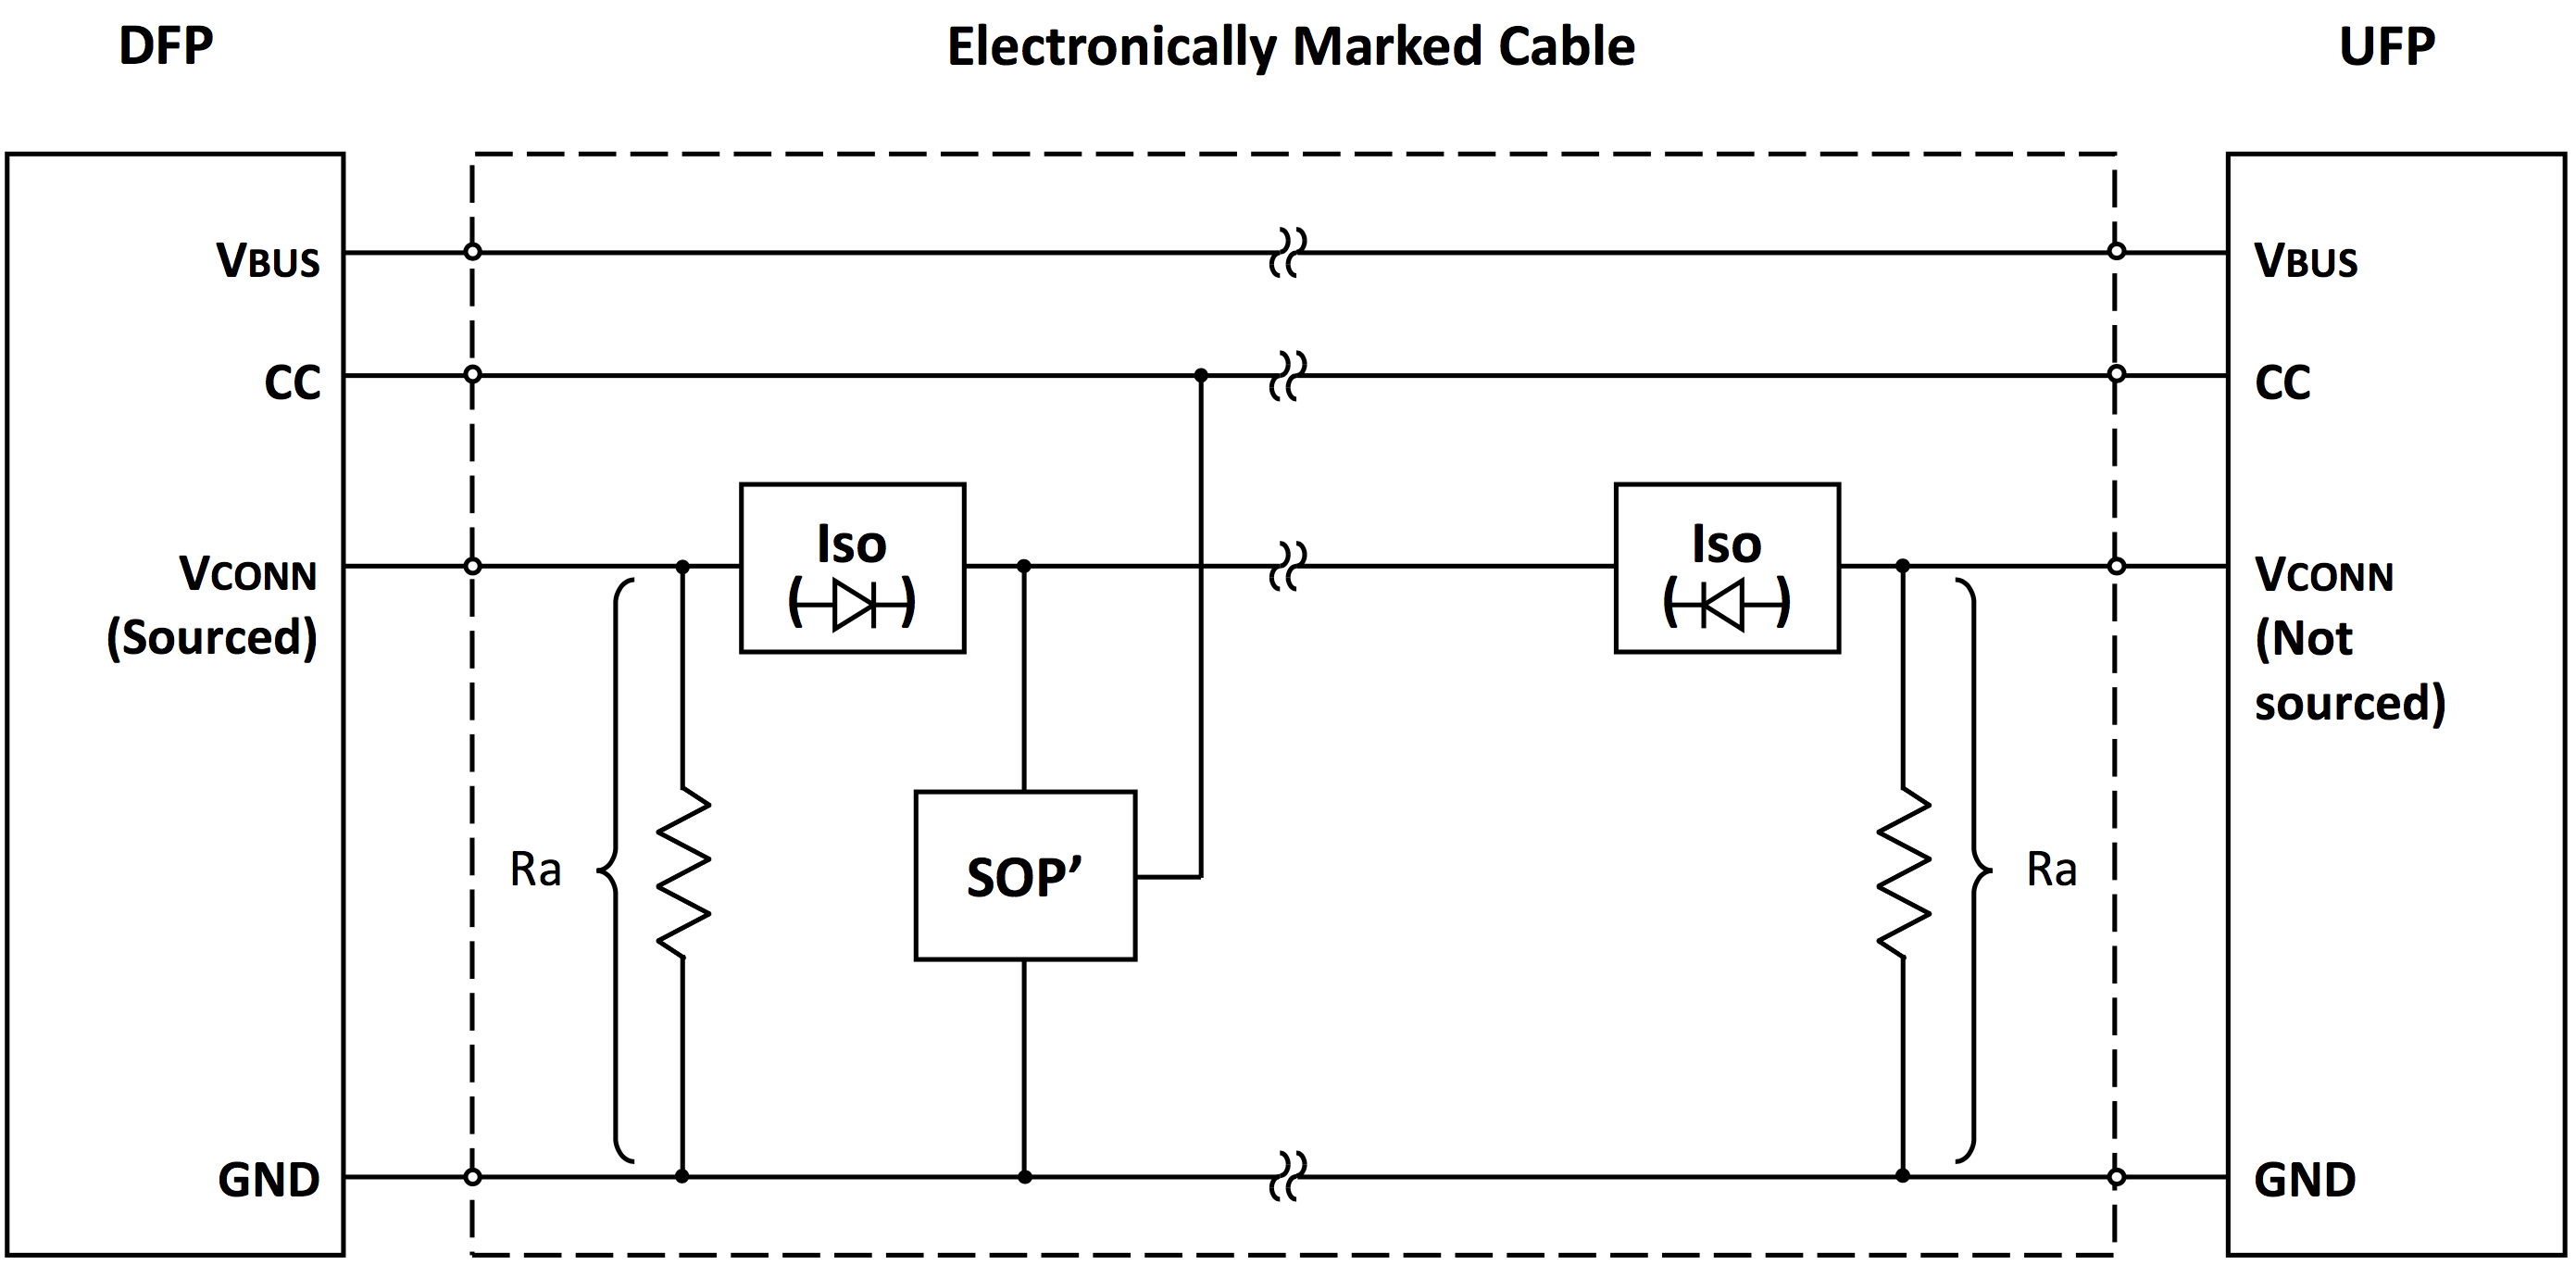 DFP
Electronically Marked Cable
UFP
VBUS
VBUS
CC
CC
Iso
Iso
VCONN
(Sourced)
VCONN
(Not
sourced)
Ra
SOP’
Ra
GND
GND